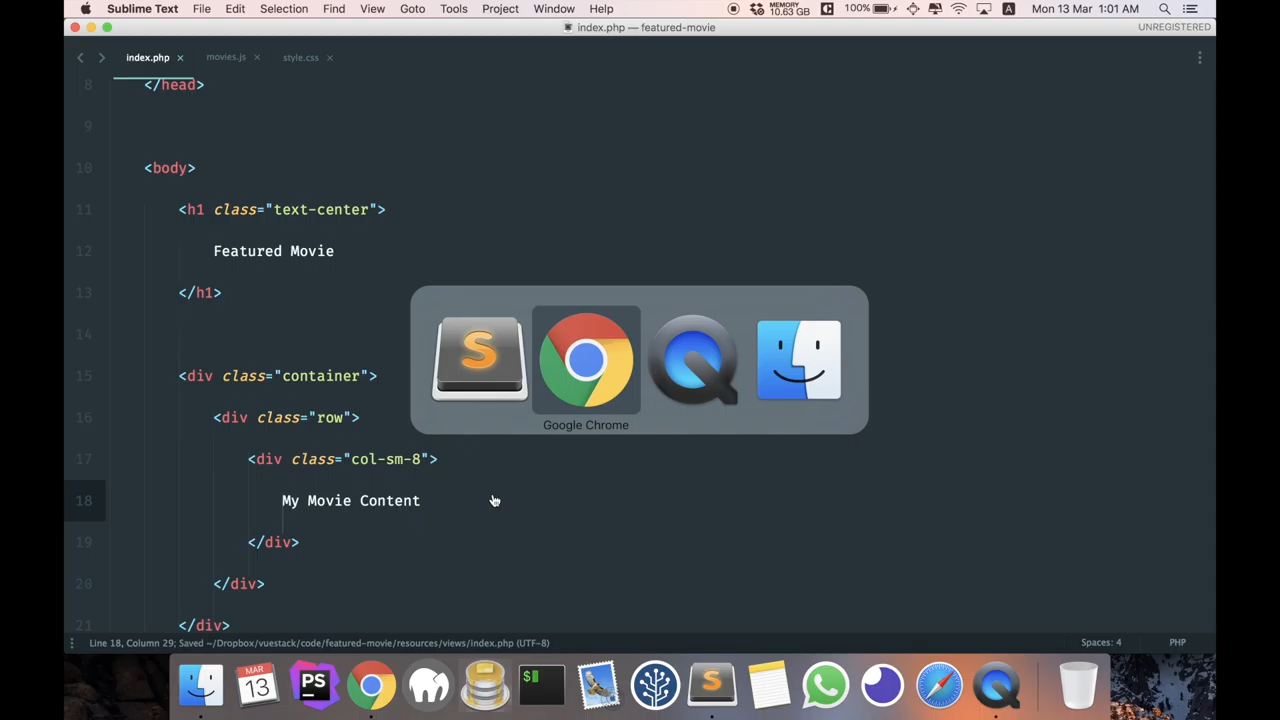 Sublime Text File Edit Selection Find View Goto Tools Project Window Help MEMORY 10.63 GB 100% A Mon 13 Mar 1:01 AM
index.php — featured-movie UNREGISTERED
index.php × movies.js × style.css ×
8 </head>
9
10 <body>
11 <h1 class="text-center">
12 Featured Movie
13 </h1>
14
15 <div class="container">
16 <div class="row">
17 <div class="col-sm-8">
18 My Movie Content
19 </div>
20 </div>
21 </div>
S
Google Chrome
Line 18, Column 29; Saved ~/Dropbox/vuestack/code/featured-movie/resources/views/index.php (UTF-8) Spaces: 4 PHP
MAR 13 PS $ S